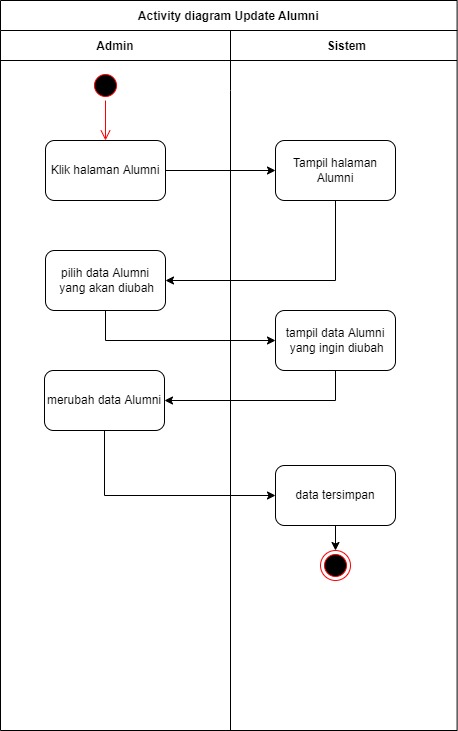 Activity diagram Update Alumni
Admin
Sistem
Klik halaman Alumni
Tampil halaman
Alumni
pilih data Alumni
yang akan diubah
tampil data Alumni
yang ingin diubah
merubah data Alumni
data tersimpan